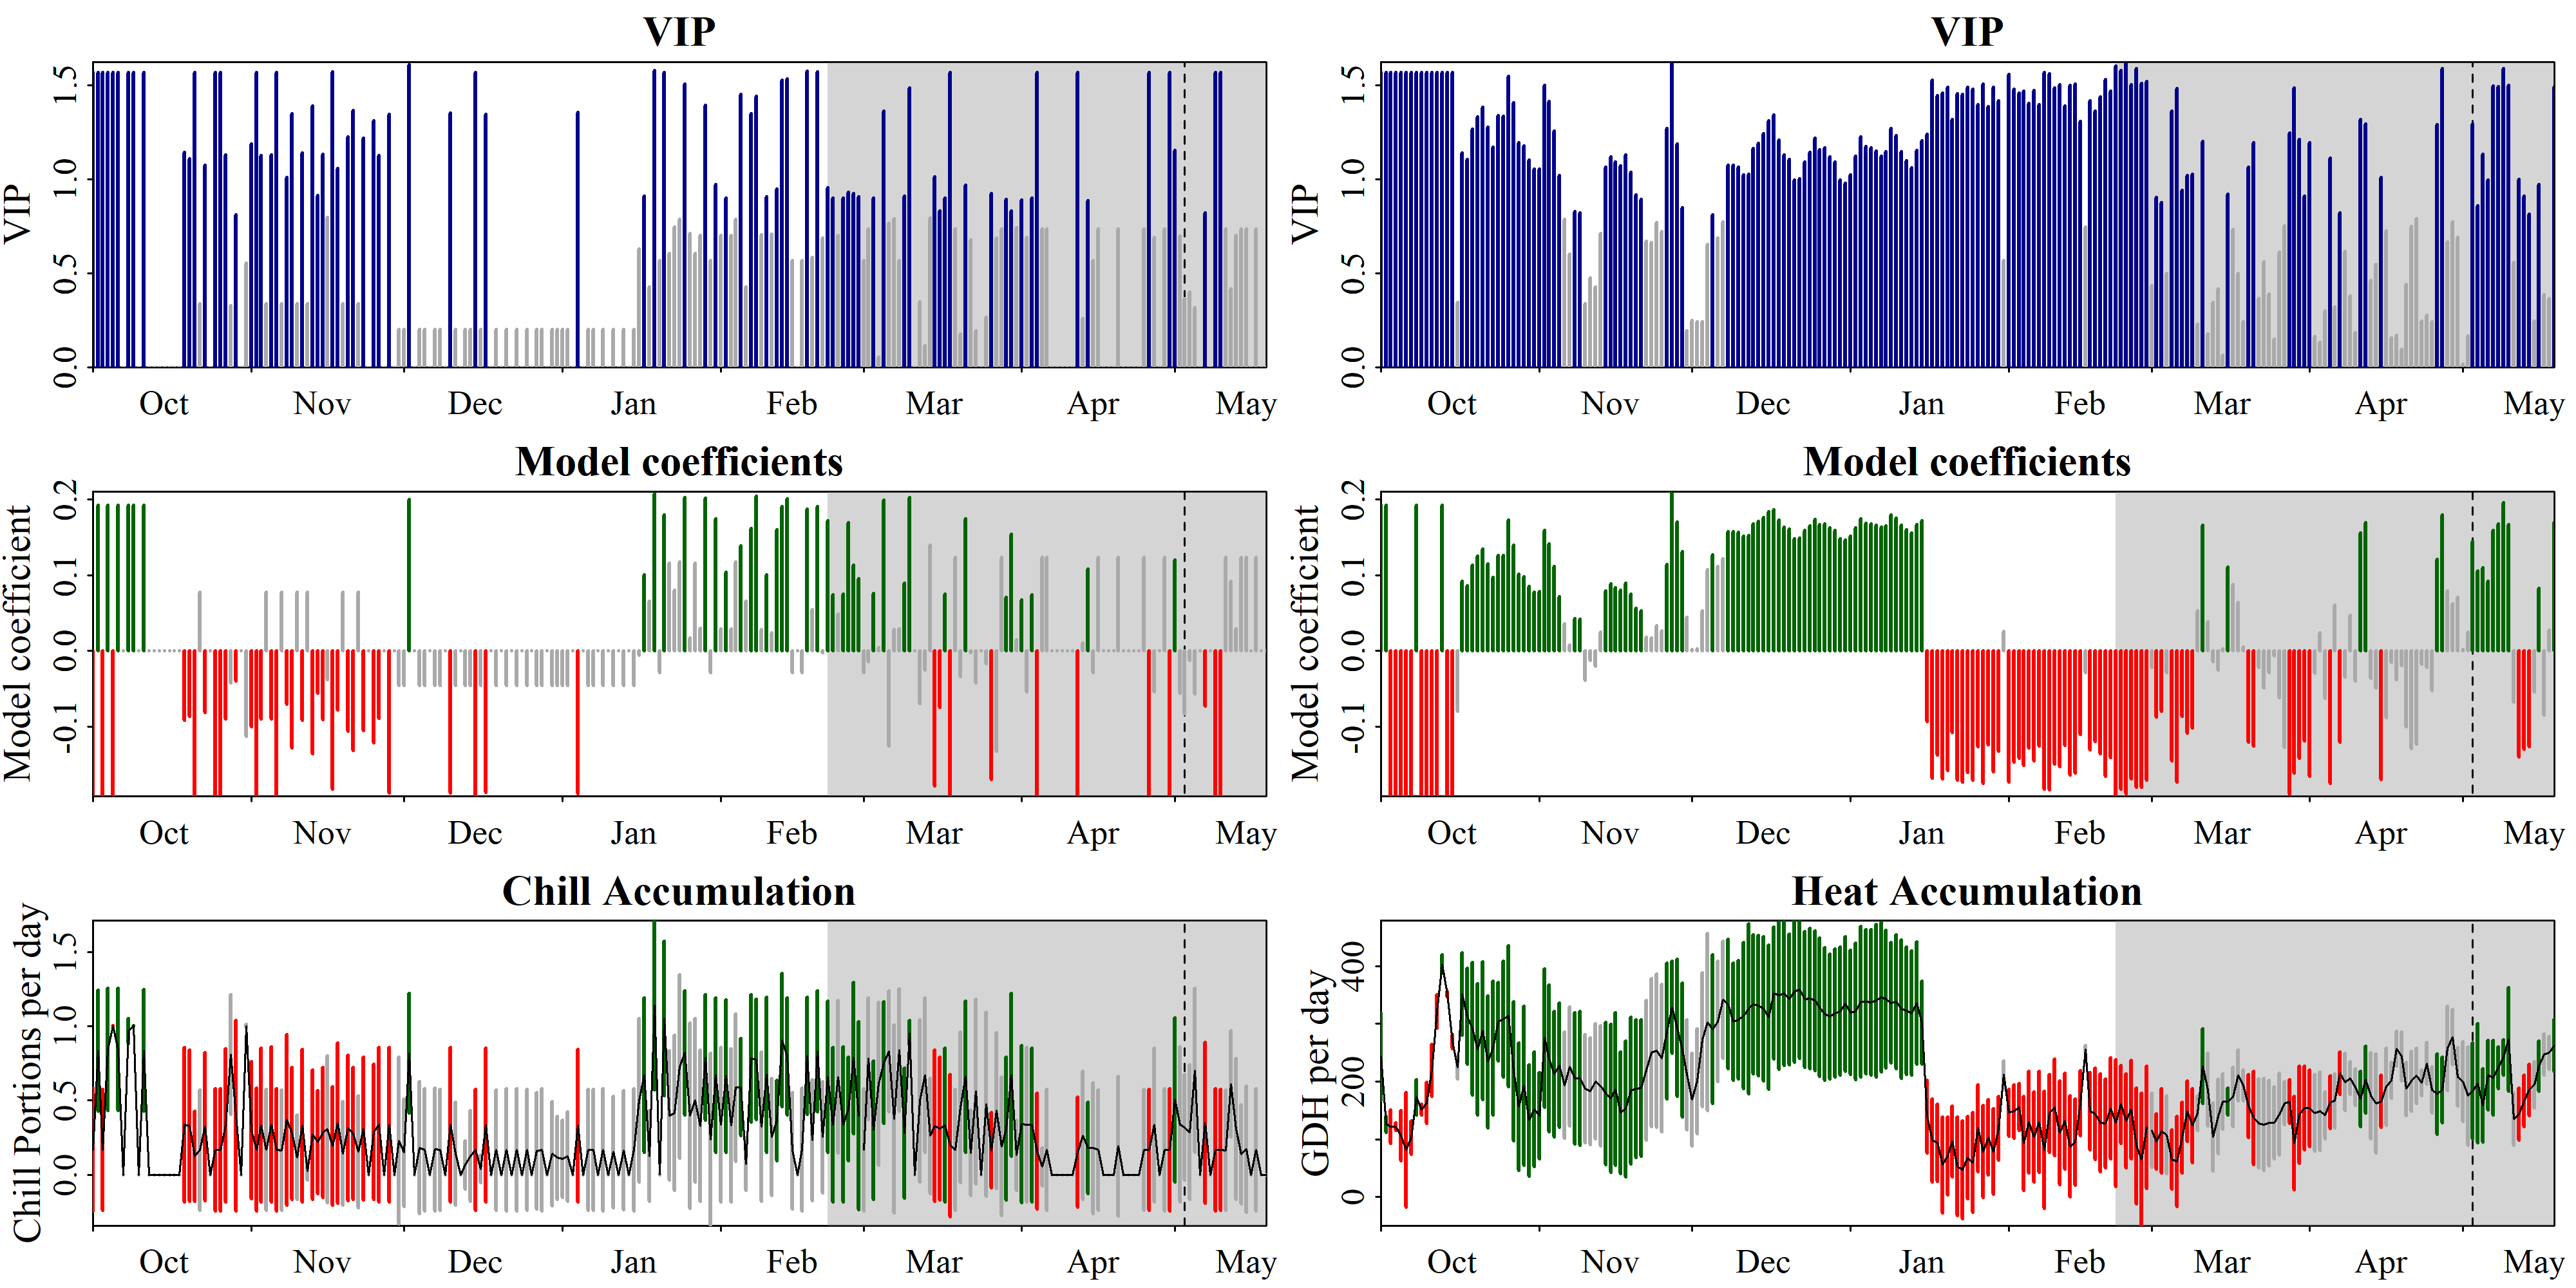 VIP
VIP
1.5
1.0
0.5
0.0
Oct Nov Dec Jan Feb Mar Apr May
VIP
VIP
1.5
1.0
0.5
0.0
Oct Nov Dec Jan Feb Mar Apr May
Model coefficients
Model coefficient
0.2
0.1
0.0
-0.1
Oct Nov Dec Jan Feb Mar Apr May
Model coefficients
Model coefficient
0.2
0.1
0.0
-0.1
Oct Nov Dec Jan Feb Mar Apr May
Chill Accumulation
Chill Portions per day
1.5
1.0
0.5
0.0
Oct Nov Dec Jan Feb Mar Apr May
Heat Accumulation
GDH per day
400
200
0
Oct Nov Dec Jan Feb Mar Apr May